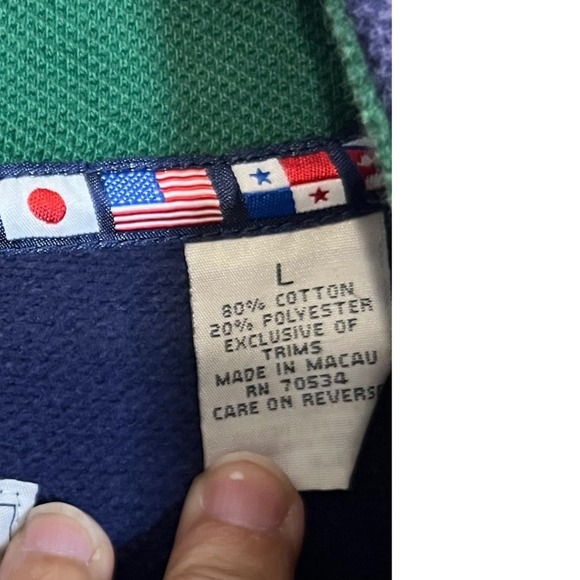 L
80% COTTON
20% POLYESTER
EXCLUSIVE OF
TRIMS
MADE IN MACAU
RN 70534
CARE ON REVERSE